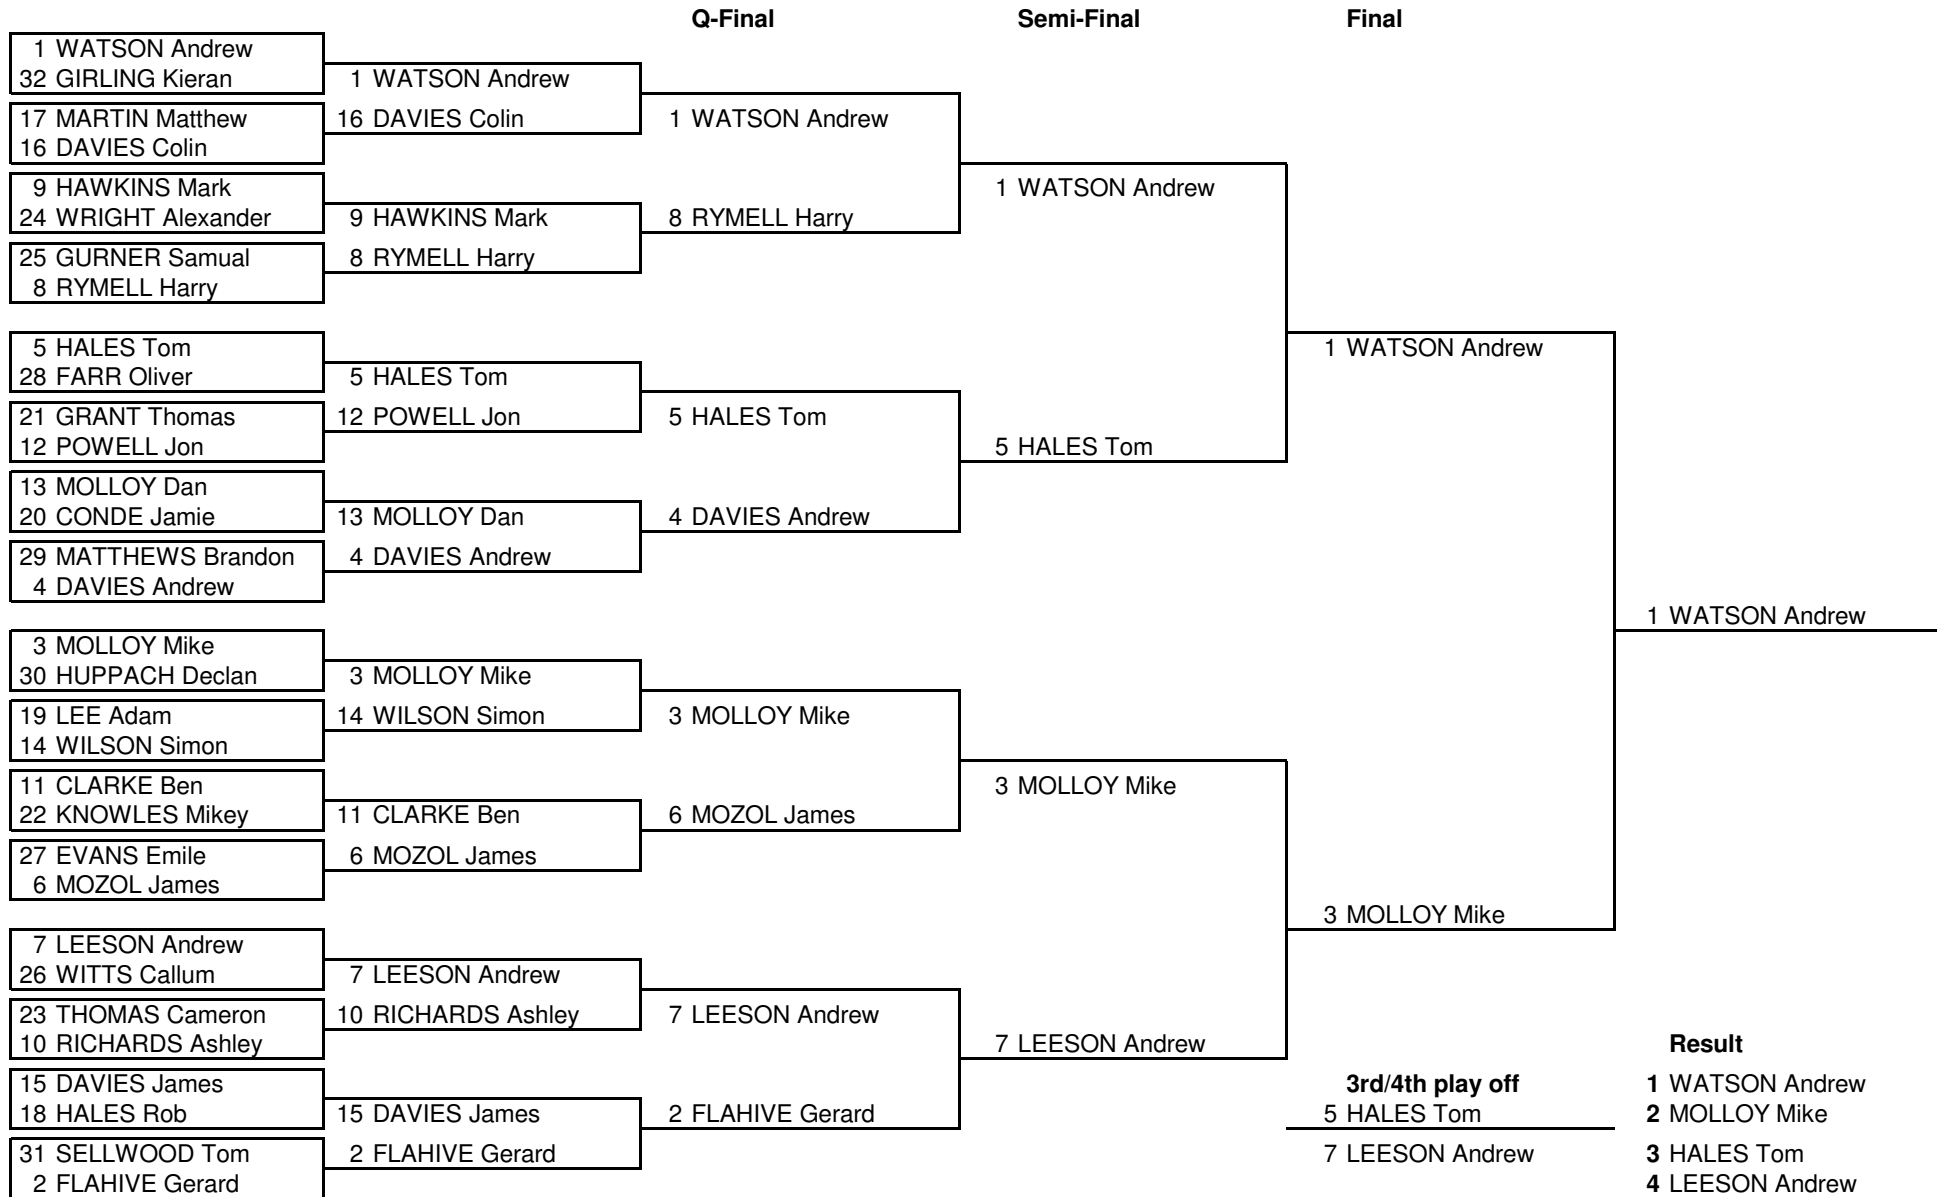 Q-Final Semi-Final Final
1 WATSON Andrew
32 GIRLING Kieran
17 MARTIN Matthew
16 DAVIES Colin
9 HAWKINS Mark
24 WRIGHT Alexander
25 GURNER Samual
8 RYMELL Harry
5 HALES Tom
28 FARR Oliver
21 GRANT Thomas
12 POWELL Jon
13 MOLLOY Dan
20 CONDE Jamie
29 MATTHEWS Brandon
4 DAVIES Andrew
3 MOLLOY Mike
30 HUPPACH Declan
19 LEE Adam
14 WILSON Simon
11 CLARKE Ben
22 KNOWLES Mikey
27 EVANS Emile
6 MOZOL James
7 LEESON Andrew
26 WITTS Callum
23 THOMAS Cameron
10 RICHARDS Ashley
15 DAVIES James
18 HALES Rob
31 SELLWOOD Tom
2 FLAHIVE Gerard
1 WATSON Andrew
16 DAVIES Colin
9 HAWKINS Mark
8 RYMELL Harry
5 HALES Tom
12 POWELL Jon
13 MOLLOY Dan
4 DAVIES Andrew
3 MOLLOY Mike
14 WILSON Simon
11 CLARKE Ben
6 MOZOL James
7 LEESON Andrew
10 RICHARDS Ashley
15 DAVIES James
2 FLAHIVE Gerard
1 WATSON Andrew
8 RYMELL Harry
5 HALES Tom
4 DAVIES Andrew
3 MOLLOY Mike
6 MOZOL James
7 LEESON Andrew
2 FLAHIVE Gerard
1 WATSON Andrew
5 HALES Tom
3 MOLLOY Mike
7 LEESON Andrew
1 WATSON Andrew
3 MOLLOY Mike
1 WATSON Andrew
3rd/4th play off
5 HALES Tom
7 LEESON Andrew
Result
1 WATSON Andrew
2 MOLLOY Mike
3 HALES Tom
4 LEESON Andrew